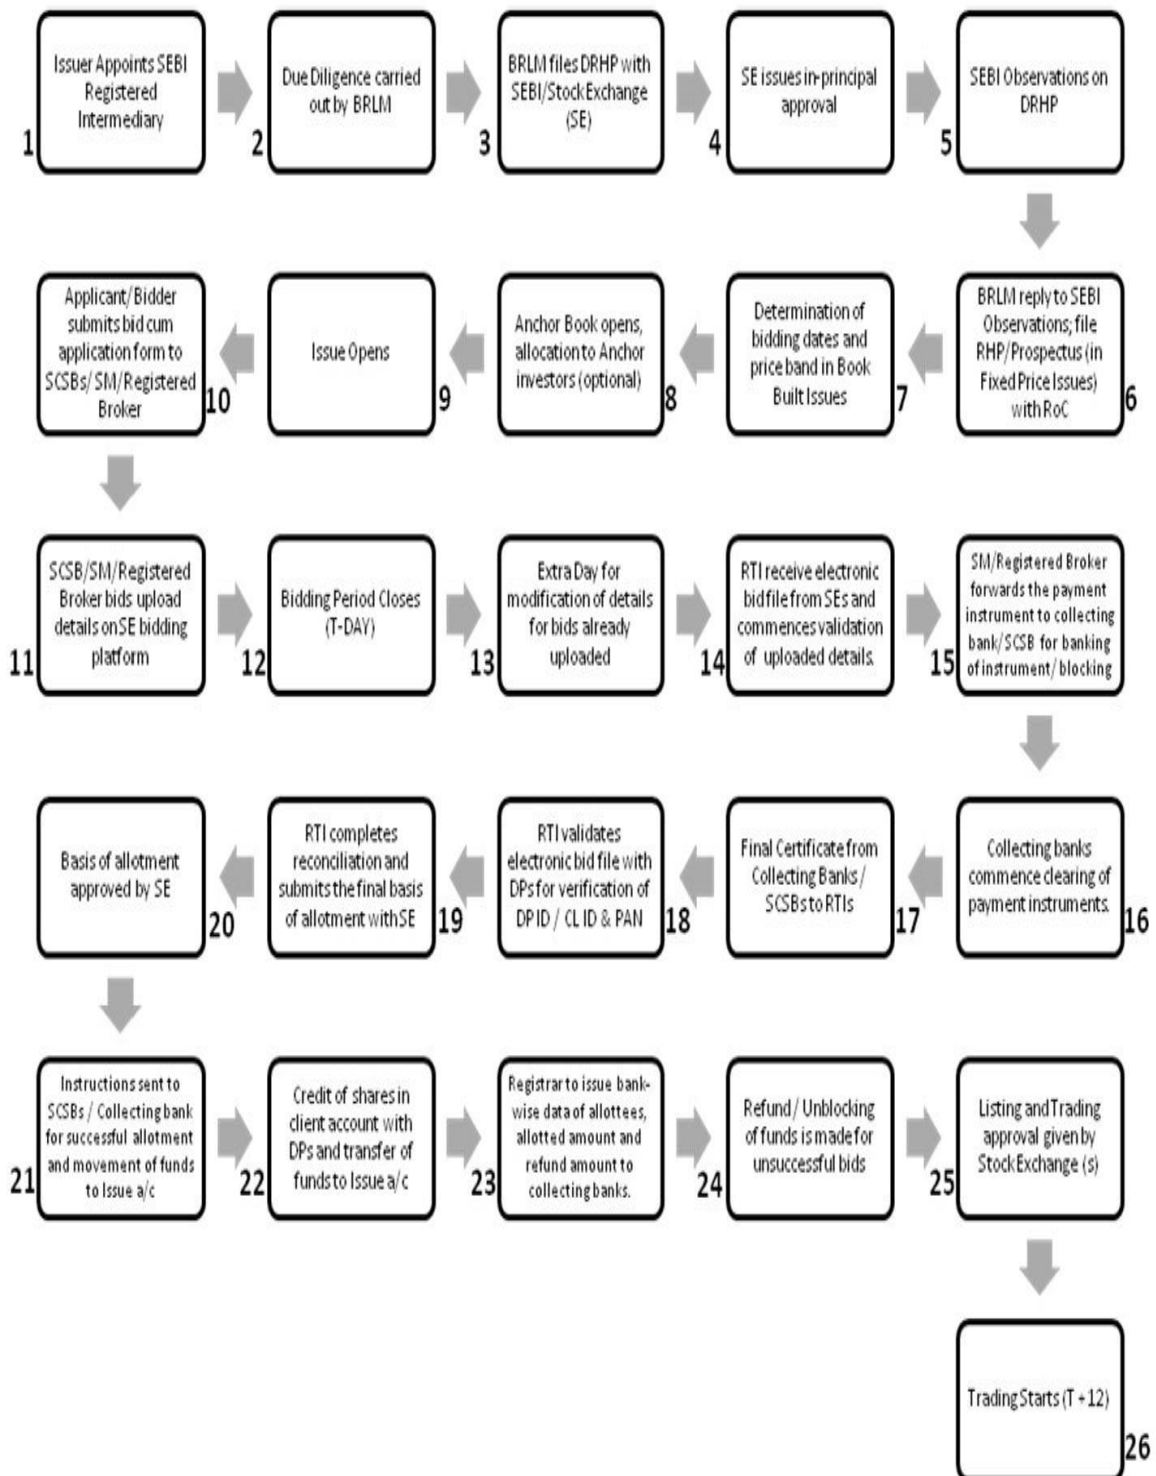 Issuer Appoints SEBI
Registered
Intermediary
1
Due Diligence carried
out by BRLM
2
BRLM files DRHP with
SEBI/Stock Exchange
(SE)
3
SE issues in-principal
approval
4
SEBI Observations on
DRHP
5
BRLM reply to SEBI
Observations; file
RHP/Prospectus (in
Fixed Price Issues)
with RoC
6
Determination of
bidding dates and
price band in Book
Built Issues
7
Anchor Book opens,
allocation to Anchor
investors (optional)
8
Issue Opens
9
Applicant/Bidder
submits bid cum
application form to
SCSBs/ SM/Registered
Broker
10
SCSB/SM/Registered
Broker bids upload
details on SE bidding
platform
11
Bidding Period Closes
(T-DAY)
12
Extra Day for
modification of details
for bids already
uploaded
13
RTI receive electronic
bid file from SEs and
commences validation
of uploaded details.
14
SM/Registered Broker
forwards the payment
instrument to collecting
bank/SCSB for banking
of instrument/ blocking
15
Collecting banks
commence clearing of
payment instruments.
16
Final Certificate from
Collecting Banks /
SCSBs to RTIs
17
RTI validates
electronic bid file with
DPs for verification of
DP ID / CL ID & PAN
18
RTI completes
reconciliation and
submits the final basis
of allotment with SE
19
Basis of allotment
approved by SE
20
Instructions sent to
SCSBs / Collecting bank
for successful allotment
and movement of funds
to Issue a/c
21
Credit of shares in
client account with
DPs and transfer of
funds to Issue a/c
22
Registrar to issue bank-
wise data of allottees,
allotted amount and
refund amount to
collecting banks.
23
Refund / Unblocking
of funds is made for
unsuccessful bids
24
Listing and Trading
approval given by
Stock Exchange (s)
25
Trading Starts (T + 12)
26